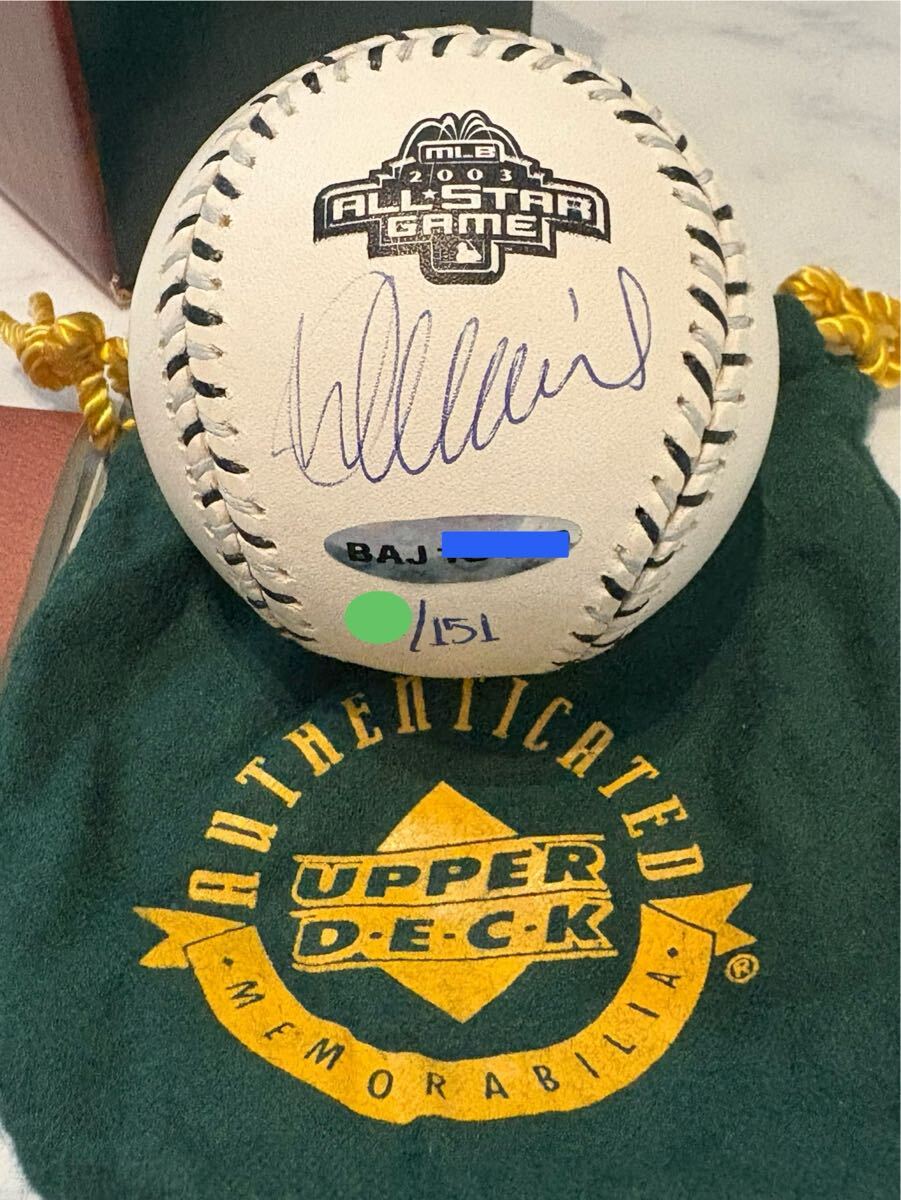 MLB
2003
ALL★STAR
GAME
BAJ
/151
AUTHENTICATED
UPPER
D·E·C·K
®
· MEMORABILIA ·